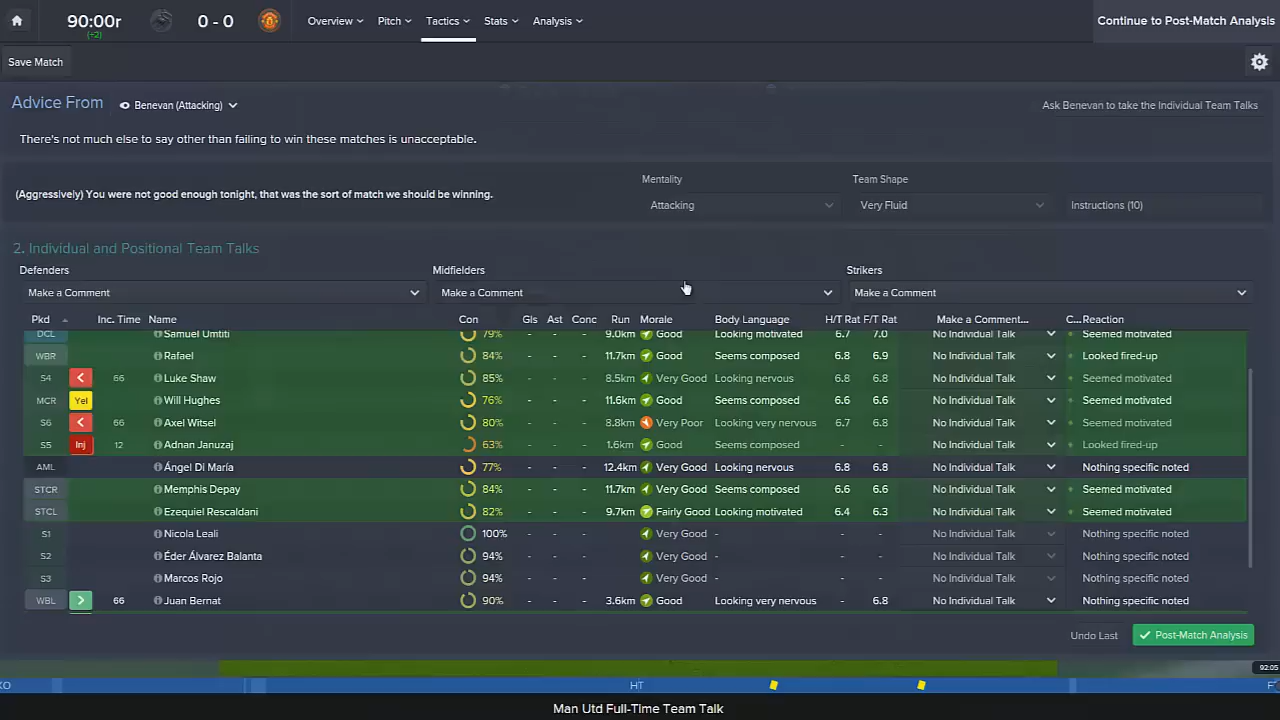 90:00r 0 - 0 Overview Pitch Tactics Stats Analysis Continue to Post-Match Analysis
(+2)
Save Match
Advice From Benevan (Attacking) Ask Benevan to take the Individual Team Talks
There's not much else to say other than failing to win these matches is unacceptable.
Mentality Team Shape
(Aggressively) You were not good enough tonight, that was the sort of match we should be winning.
Attacking Very Fluid Instructions (10)
2. Individual and Positional Team Talks
Defenders Midfielders Strikers
Make a Comment Make a Comment Make a Comment
Pkd Inc. Time Name Con Gls Ast Conc Run Morale Body Language H/T Rat F/T Rat Make a Comment... C... Reaction
DCL Samuel Umtiti 79% - - - 9.0km Good Looking motivated 6.7 7.0 No Individual Talk Seemed motivated
WBR Rafael 84% - - - 11.7km Good Seems composed 6.8 6.9 No Individual Talk Looked fired-up
S4 66 Luke Shaw 85% - - - 8.5km Very Good Looking nervous 6.8 6.8 No Individual Talk Seemed motivated
MCR Yel Will Hughes 76% - - - 11.6km Good Seems composed 6.6 6.6 No Individual Talk Seemed motivated
S6 66 Axel Witsel 80% - - - 8.8km Very Poor Looking very nervous 6.7 6.8 No Individual Talk Seemed motivated
S5 Inj 12 Adnan Januzaj 63% - - - 1.6km Good Seems composed - - No Individual Talk Looked fired-up
AML Ángel Di María 77% - - - 12.4km Very Good Looking nervous 6.8 6.8 No Individual Talk Nothing specific noted
STCR Memphis Depay 84% - - - 11.7km Very Good Seems composed 6.6 6.6 No Individual Talk Seemed motivated
STCL Ezequiel Rescaldani 82% - - - 9.7km Fairly Good Looking motivated 6.4 6.3 No Individual Talk Seemed motivated
S1 Nicola Leali 100% - - - - Very Good - - - No Individual Talk Nothing specific noted
S2 Éder Álvarez Balanta 94% - - - - Very Good - - - No Individual Talk Nothing specific noted
S3 Marcos Rojo 94% - - - - Very Good - - - No Individual Talk Nothing specific noted
WBL 66 Juan Bernat 90% - - - 3.6km Good Looking very nervous - 6.8 No Individual Talk Nothing specific noted
Undo Last Post-Match Analysis
92:05
KO HT F
Man Utd Full-Time Team Talk